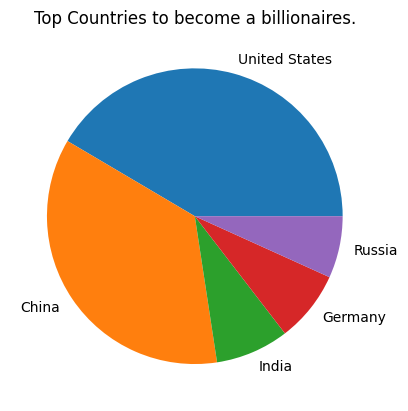 Top Countries to become a billionaires.
United States
China
Russia
Germany
India